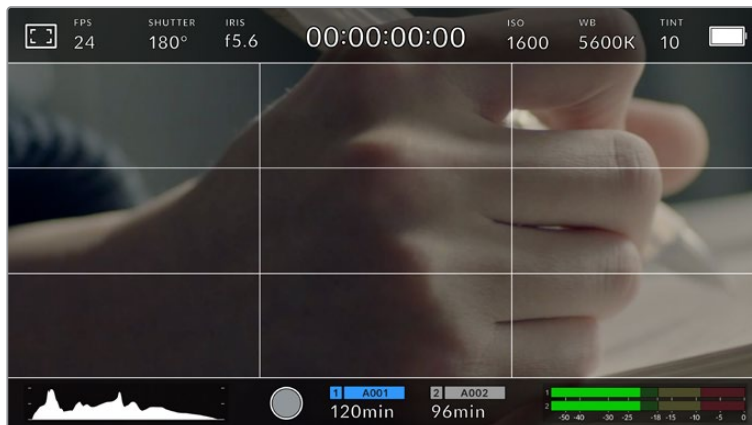 FPS SHUTTER IRIS ISO WB TINT
24 180° f5.6 00:00:00:00 1600 5600K 10
1 A001 2 A002
120min 96min
1
2
-50 -40 -30 -25 -18 -15 -10 -5 0